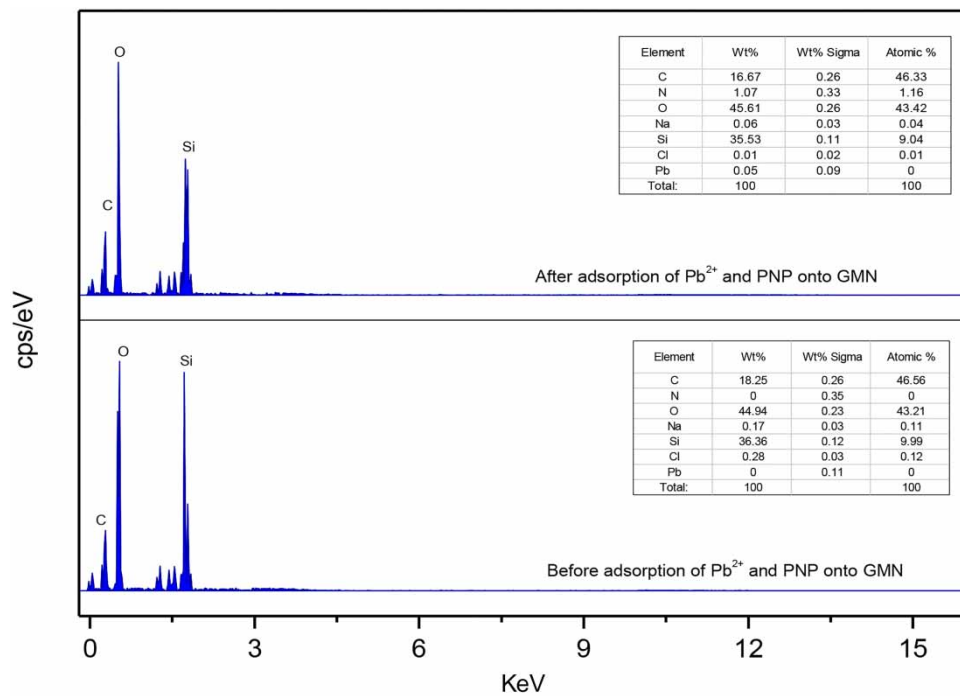 O
Si
C
Element Wt% Wt% Sigma Atomic %
C 16.67 0.26 46.33
N 1.07 0.33 1.16
O 45.61 0.26 43.42
Na 0.06 0.03 0.04
Si 35.53 0.11 9.04
Cl 0.01 0.02 0.01
Pb 0.05 0.09 0
Total: 100 100
After adsorption of Pb²⁺ and PNP onto GMN
cps/eV
O
Si
C
Element Wt% Wt% Sigma Atomic %
C 18.25 0.26 46.56
N 0 0.35 0
O 44.94 0.23 43.21
Na 0.17 0.03 0.11
Si 36.36 0.12 9.99
Cl 0.28 0.03 0.12
Pb 0 0.11 0
Total: 100 100
Before adsorption of Pb²⁺ and PNP onto GMN
0 3 6 9 12 15
KeV